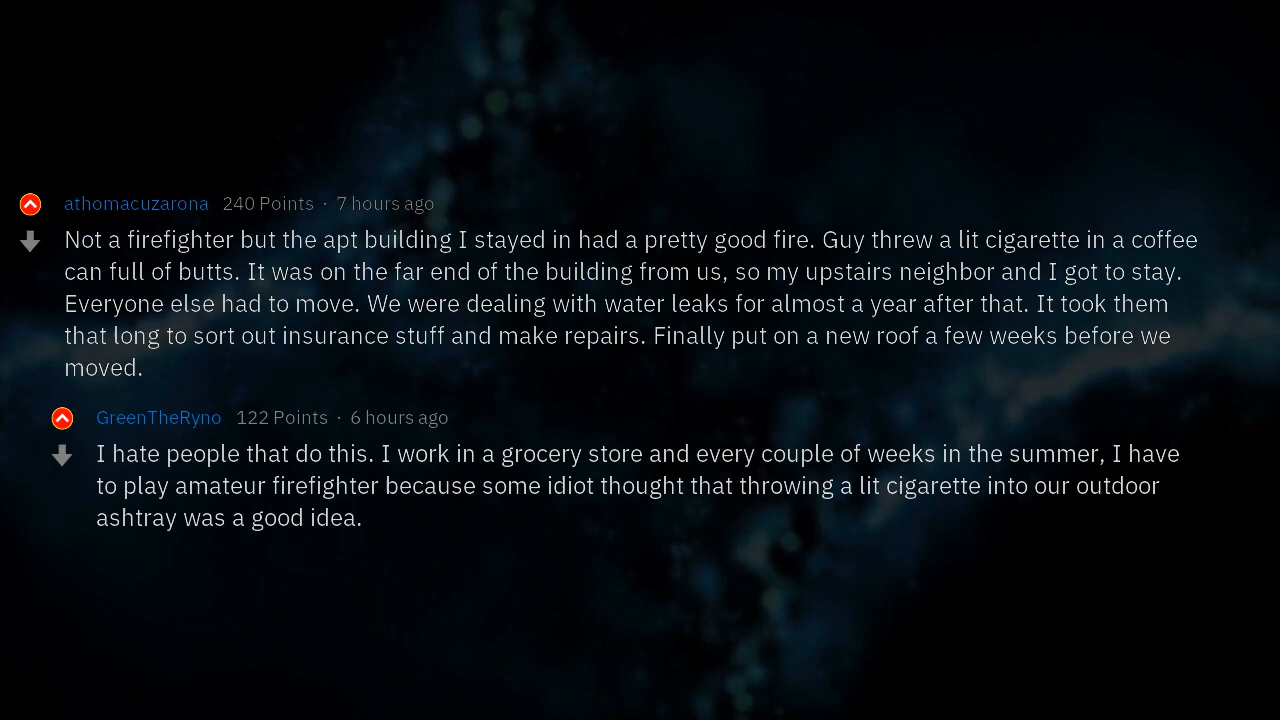 athomacuzarona 240 Points · 7 hours ago
Not a firefighter but the apt building I stayed in had a pretty good fire. Guy threw a lit cigarette in a coffee
can full of butts. It was on the far end of the building from us, so my upstairs neighbor and I got to stay.
Everyone else had to move. We were dealing with water leaks for almost a year after that. It took them
that long to sort out insurance stuff and make repairs. Finally put on a new roof a few weeks before we
moved.
GreenTheRyno 122 Points · 6 hours ago
I hate people that do this. I work in a grocery store and every couple of weeks in the summer, I have
to play amateur firefighter because some idiot thought that throwing a lit cigarette into our outdoor
ashtray was a good idea.